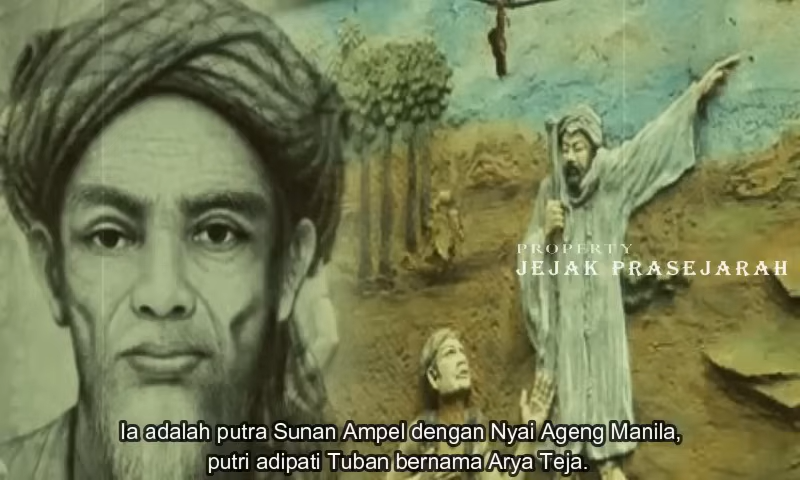 PROPERTY
JEJAK PRASEJARAH
Ia adalah putra Sunan Ampel dengan Nyai Ageng Manila,
putri adipati Tuban bernama Arya Teja.